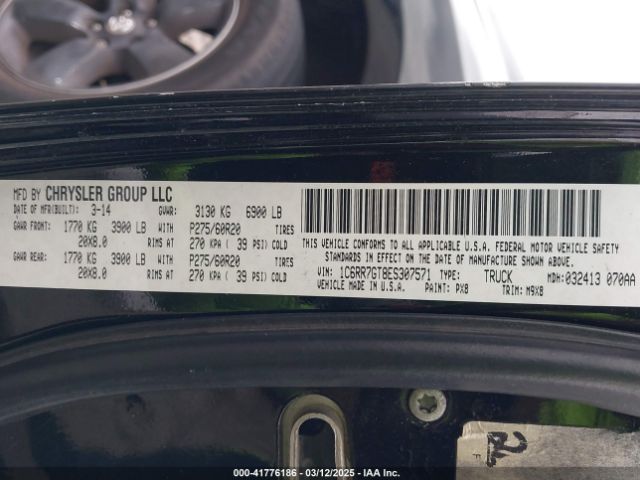 MFD BY CHRYSLER GROUP LLC
DATE OF MFR(BUILT): 3-14 GVWR: 3130 KG 6900 LB
GAWR FRONT: 1770 KG 3900 LB WITH P275/60R20 TIRES
20X8.0 RIMS AT 270 KPA ( 39 PSI) COLD
GAWR REAR: 1770 KG 3900 LB WITH P275/60R20 TIRES
20X8.0 RIMS AT 270 KPA ( 39 PSI) COLD
THIS VEHICLE CONFORMS TO ALL APPLICABLE U.S.A. FEDERAL MOTOR VEHICLE SAFETY
STANDARDS IN EFFECT ON THE DATE OF MANUFACTURE SHOWN ABOVE.
VIN: 1C6RR7GT8ES307571 TYPE: TRUCK MDH: 032413 070AA
VEHICLE MADE IN U.S.A. PAINT: PX8 TRIM: M9X8
00-41776186 - 03/12/2025 - IAA Inc.